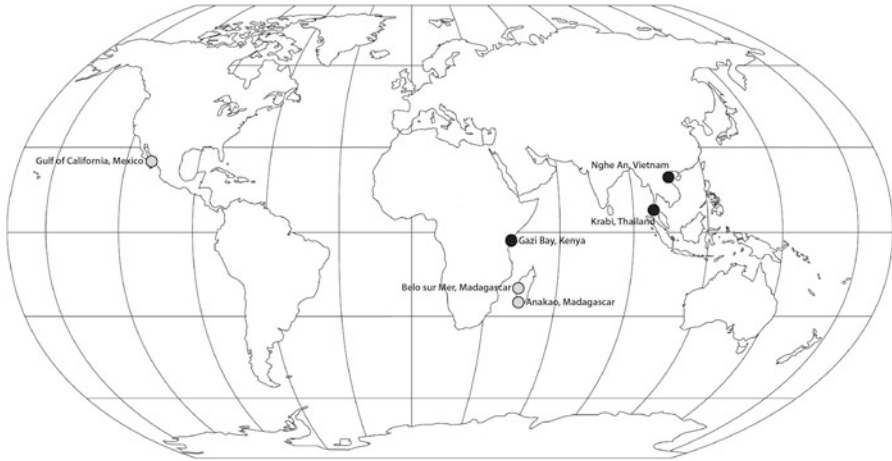 Gulf of California, Mexico
Nghe An, Vietnam
Krabi, Thailand
Gazi Bay, Kenya
Belo sur Mer, Madagascar
Anakao, Madagascar